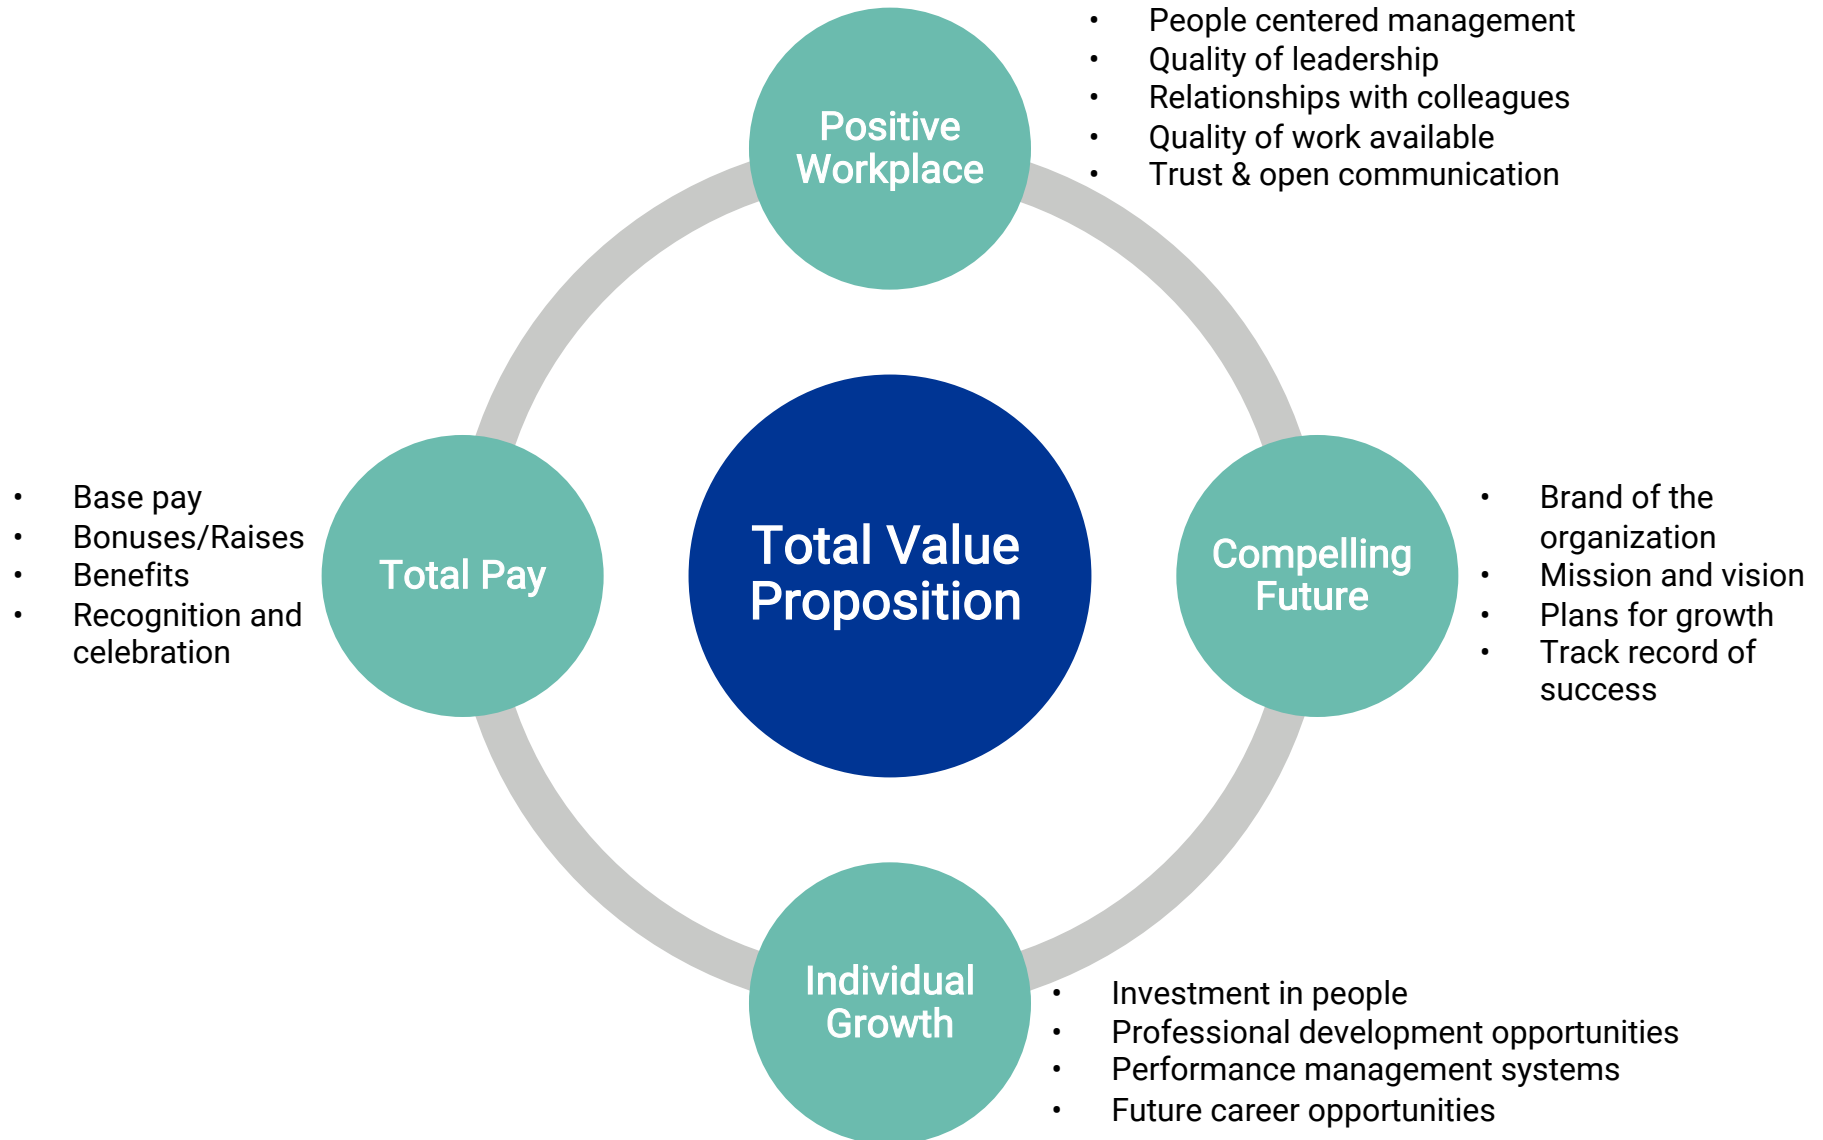 Positive
Workplace
• People centered management
• Quality of leadership
• Relationships with colleagues
• Quality of work available
• Trust & open communication
• Base pay
• Bonuses/Raises
• Benefits
• Recognition and
celebration
Total Pay
Total Value
Proposition
Compelling
Future
• Brand of the
organization
• Mission and vision
• Plans for growth
• Track record of
success
Individual
Growth
• Investment in people
• Professional development opportunities
• Performance management systems
• Future career opportunities